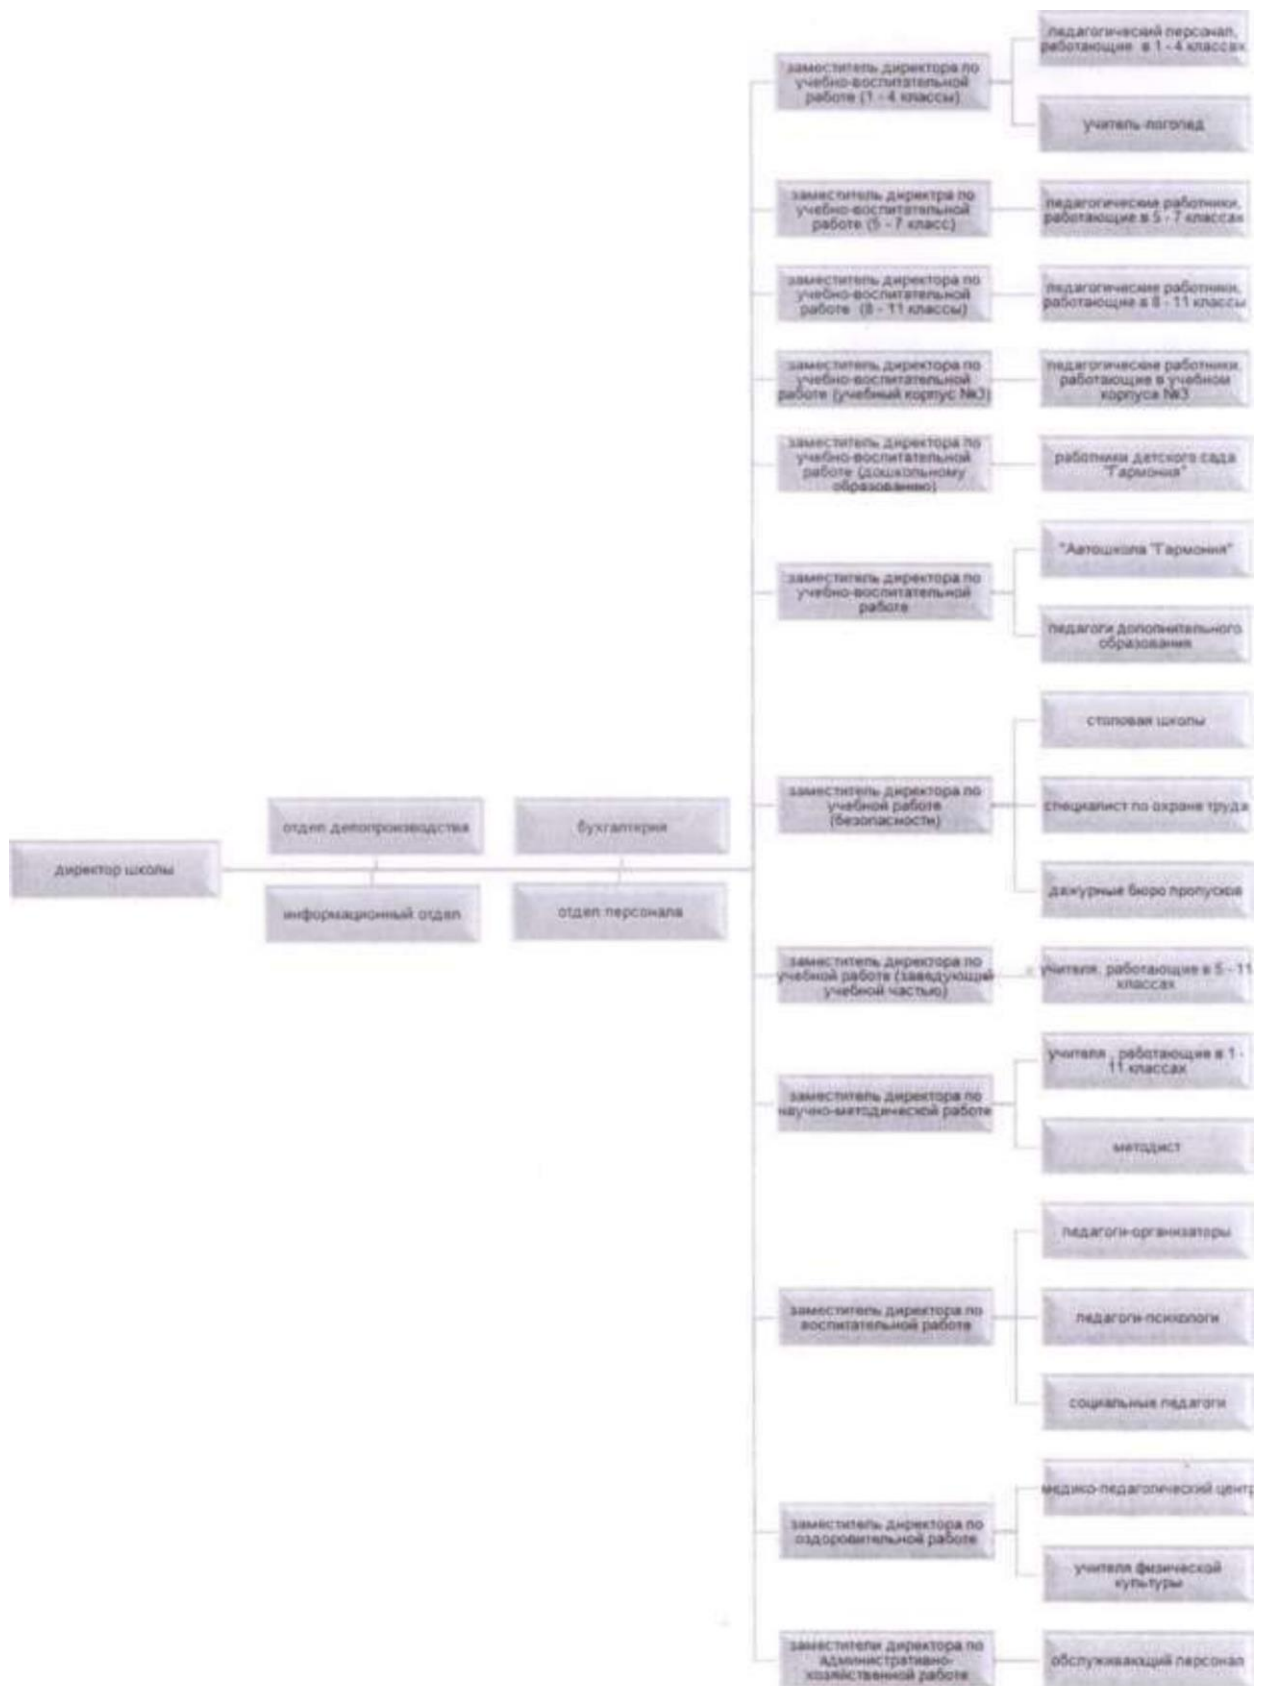 директор школы
отдел делопроизводства
бухгалтерия
информационный отдел
отдел персонала
заместитель директора по
учебно-воспитательной
работе (1 - 4 классы)
педагогический персонал,
работающие в 1 - 4 классах
учитель-логопед
заместитель директра по
учебно-воспитательной
работе (5 - 7 класс)
педагогические работники,
работающие в 5 - 7 классах
заместитель директора по
учебно-воспитательной
работе (8 - 11 классы)
педагогические работники,
работающие в 8 - 11 классы
заместитель директора по
учебно-воспитательной
работе (учебный корпус №3)
педагогические работники,
работающие в учебном
корпуса №3
заместитель директора по
учебно-воспитательной
работе (дошкольному
образованию)
работники детского сада
"Гармония"
заместитель директора по
учебно-воспитательной
работе
"Автошкола "Гармония"
педагоги дополнительного
образования
заместитель директора по
учебной работе
(безопасности)
столовая школы
специалист по охране труда
дежурные бюро пропусков
заместитель директора по
учебной работе (заведующий
учебной частью)
учителя, работающие в 5 - 11
классах
заместитель директора по
научно-методической работе
учителя , работающие в 1 -
11 классах
методист
заместитель директора по
воспитательной работе
педагоги-организаторы
педагоги-психологи
социальные педагоги
заместитель директора по
оздоровительной работе
медико-педагогический центр
учителя физической
культуры
заместители директора по
административно-
хозяйственной работе
обслуживающий персонал